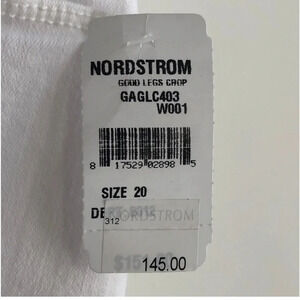 NORDSTROM
GOOD LEGS CROP
GAGLC403
W001
8 17529 02898 5
SIZE 20
NORDSTROM
312
145.00